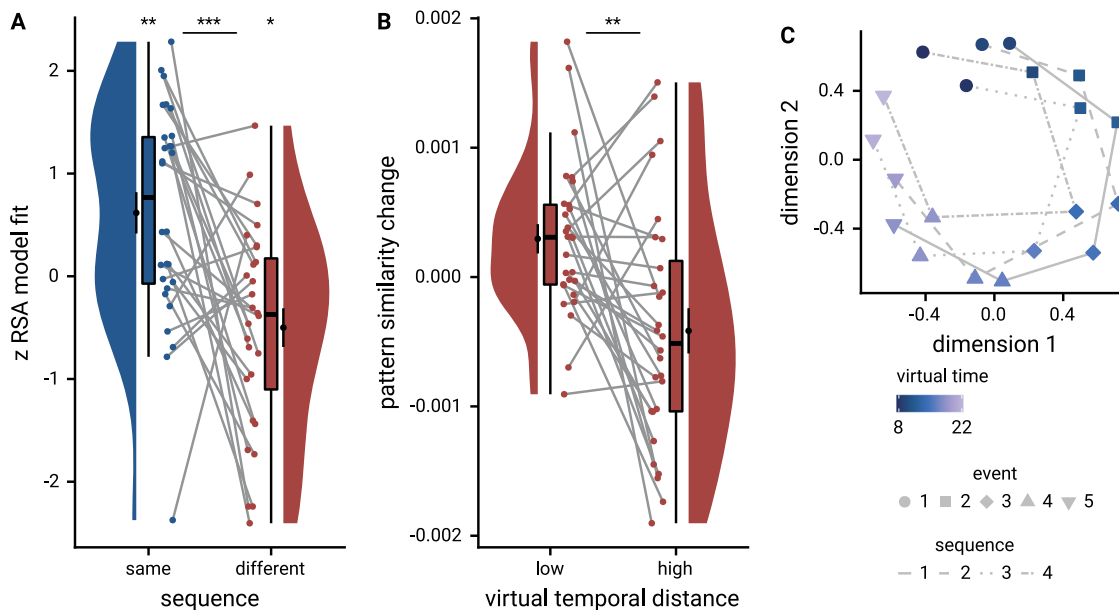 A
** *** *
z RSA model fit
2
1
0
-1
-2
same different
sequence
B
**
pattern similarity change
0.002
0.001
0.000
-0.001
-0.002
low high
virtual temporal distance
C
dimension 2
0.4
0.0
-0.4
-0.4 0.0 0.4
dimension 1
virtual time
8 22
event
1 2 3 4 5
sequence
1 2 3 4